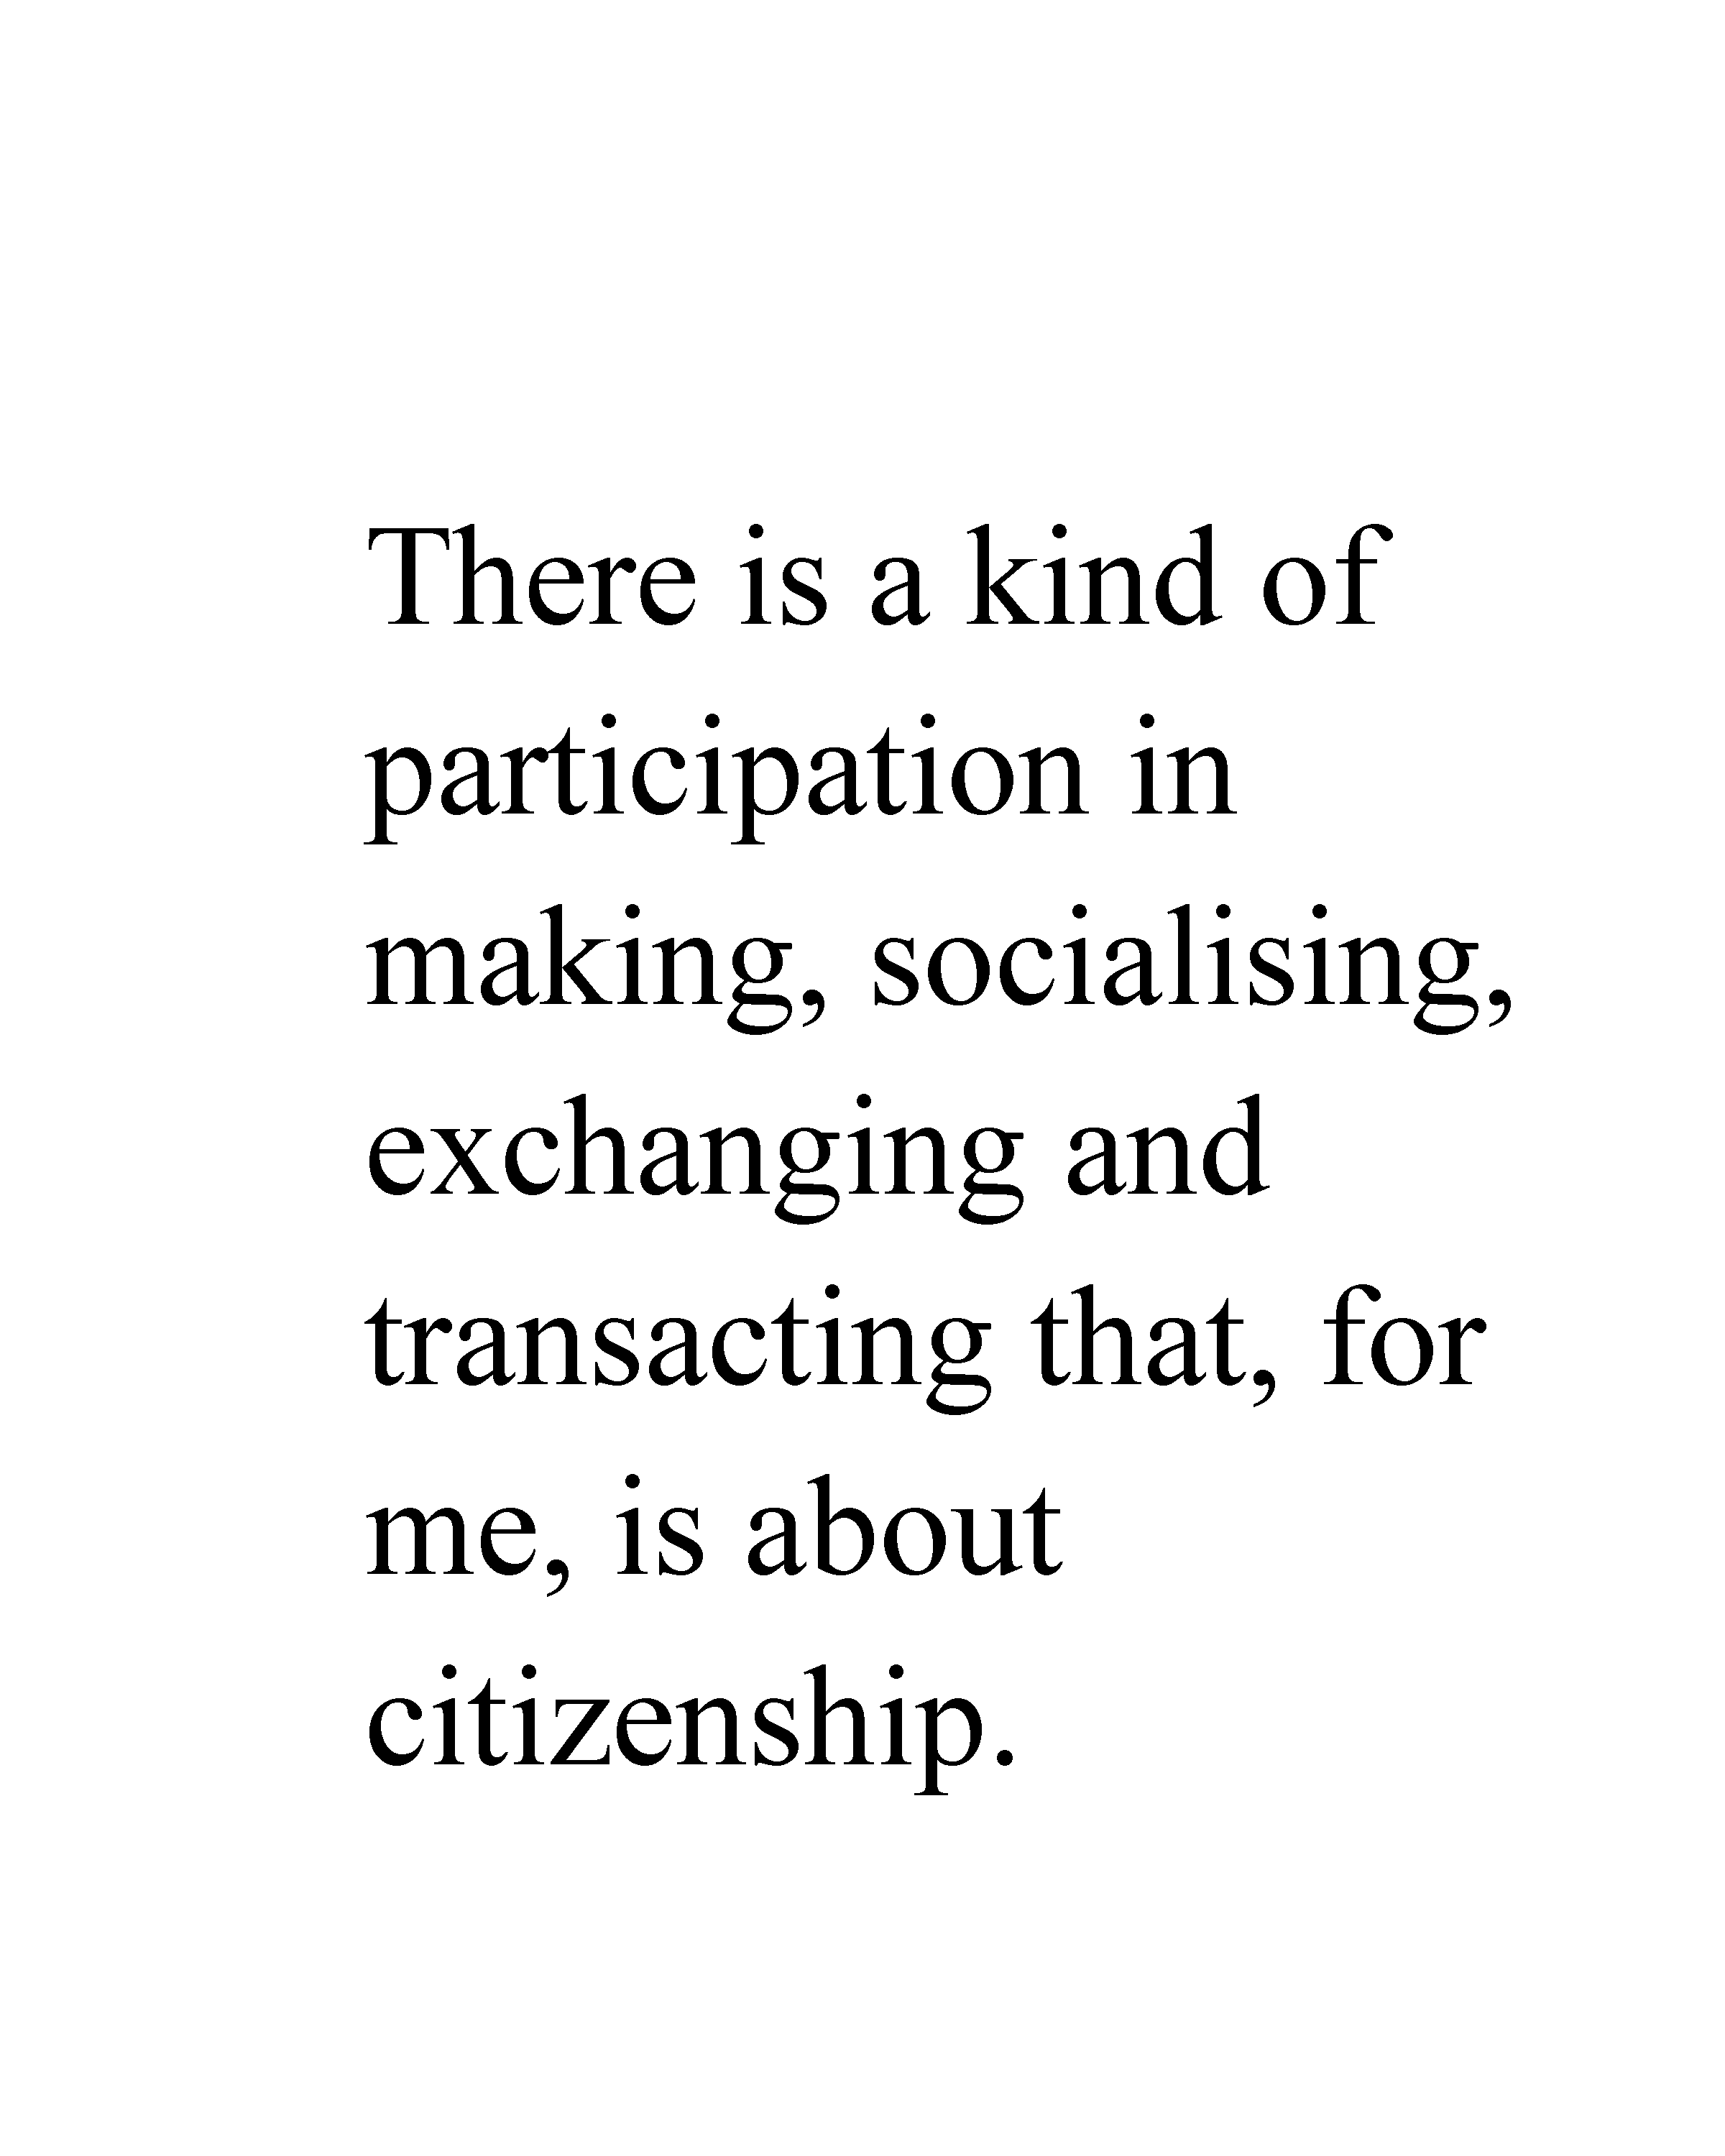 There is a kind of
participation in
making, socialising,
exchanging and
transacting that, for
me, is about
citizenship.